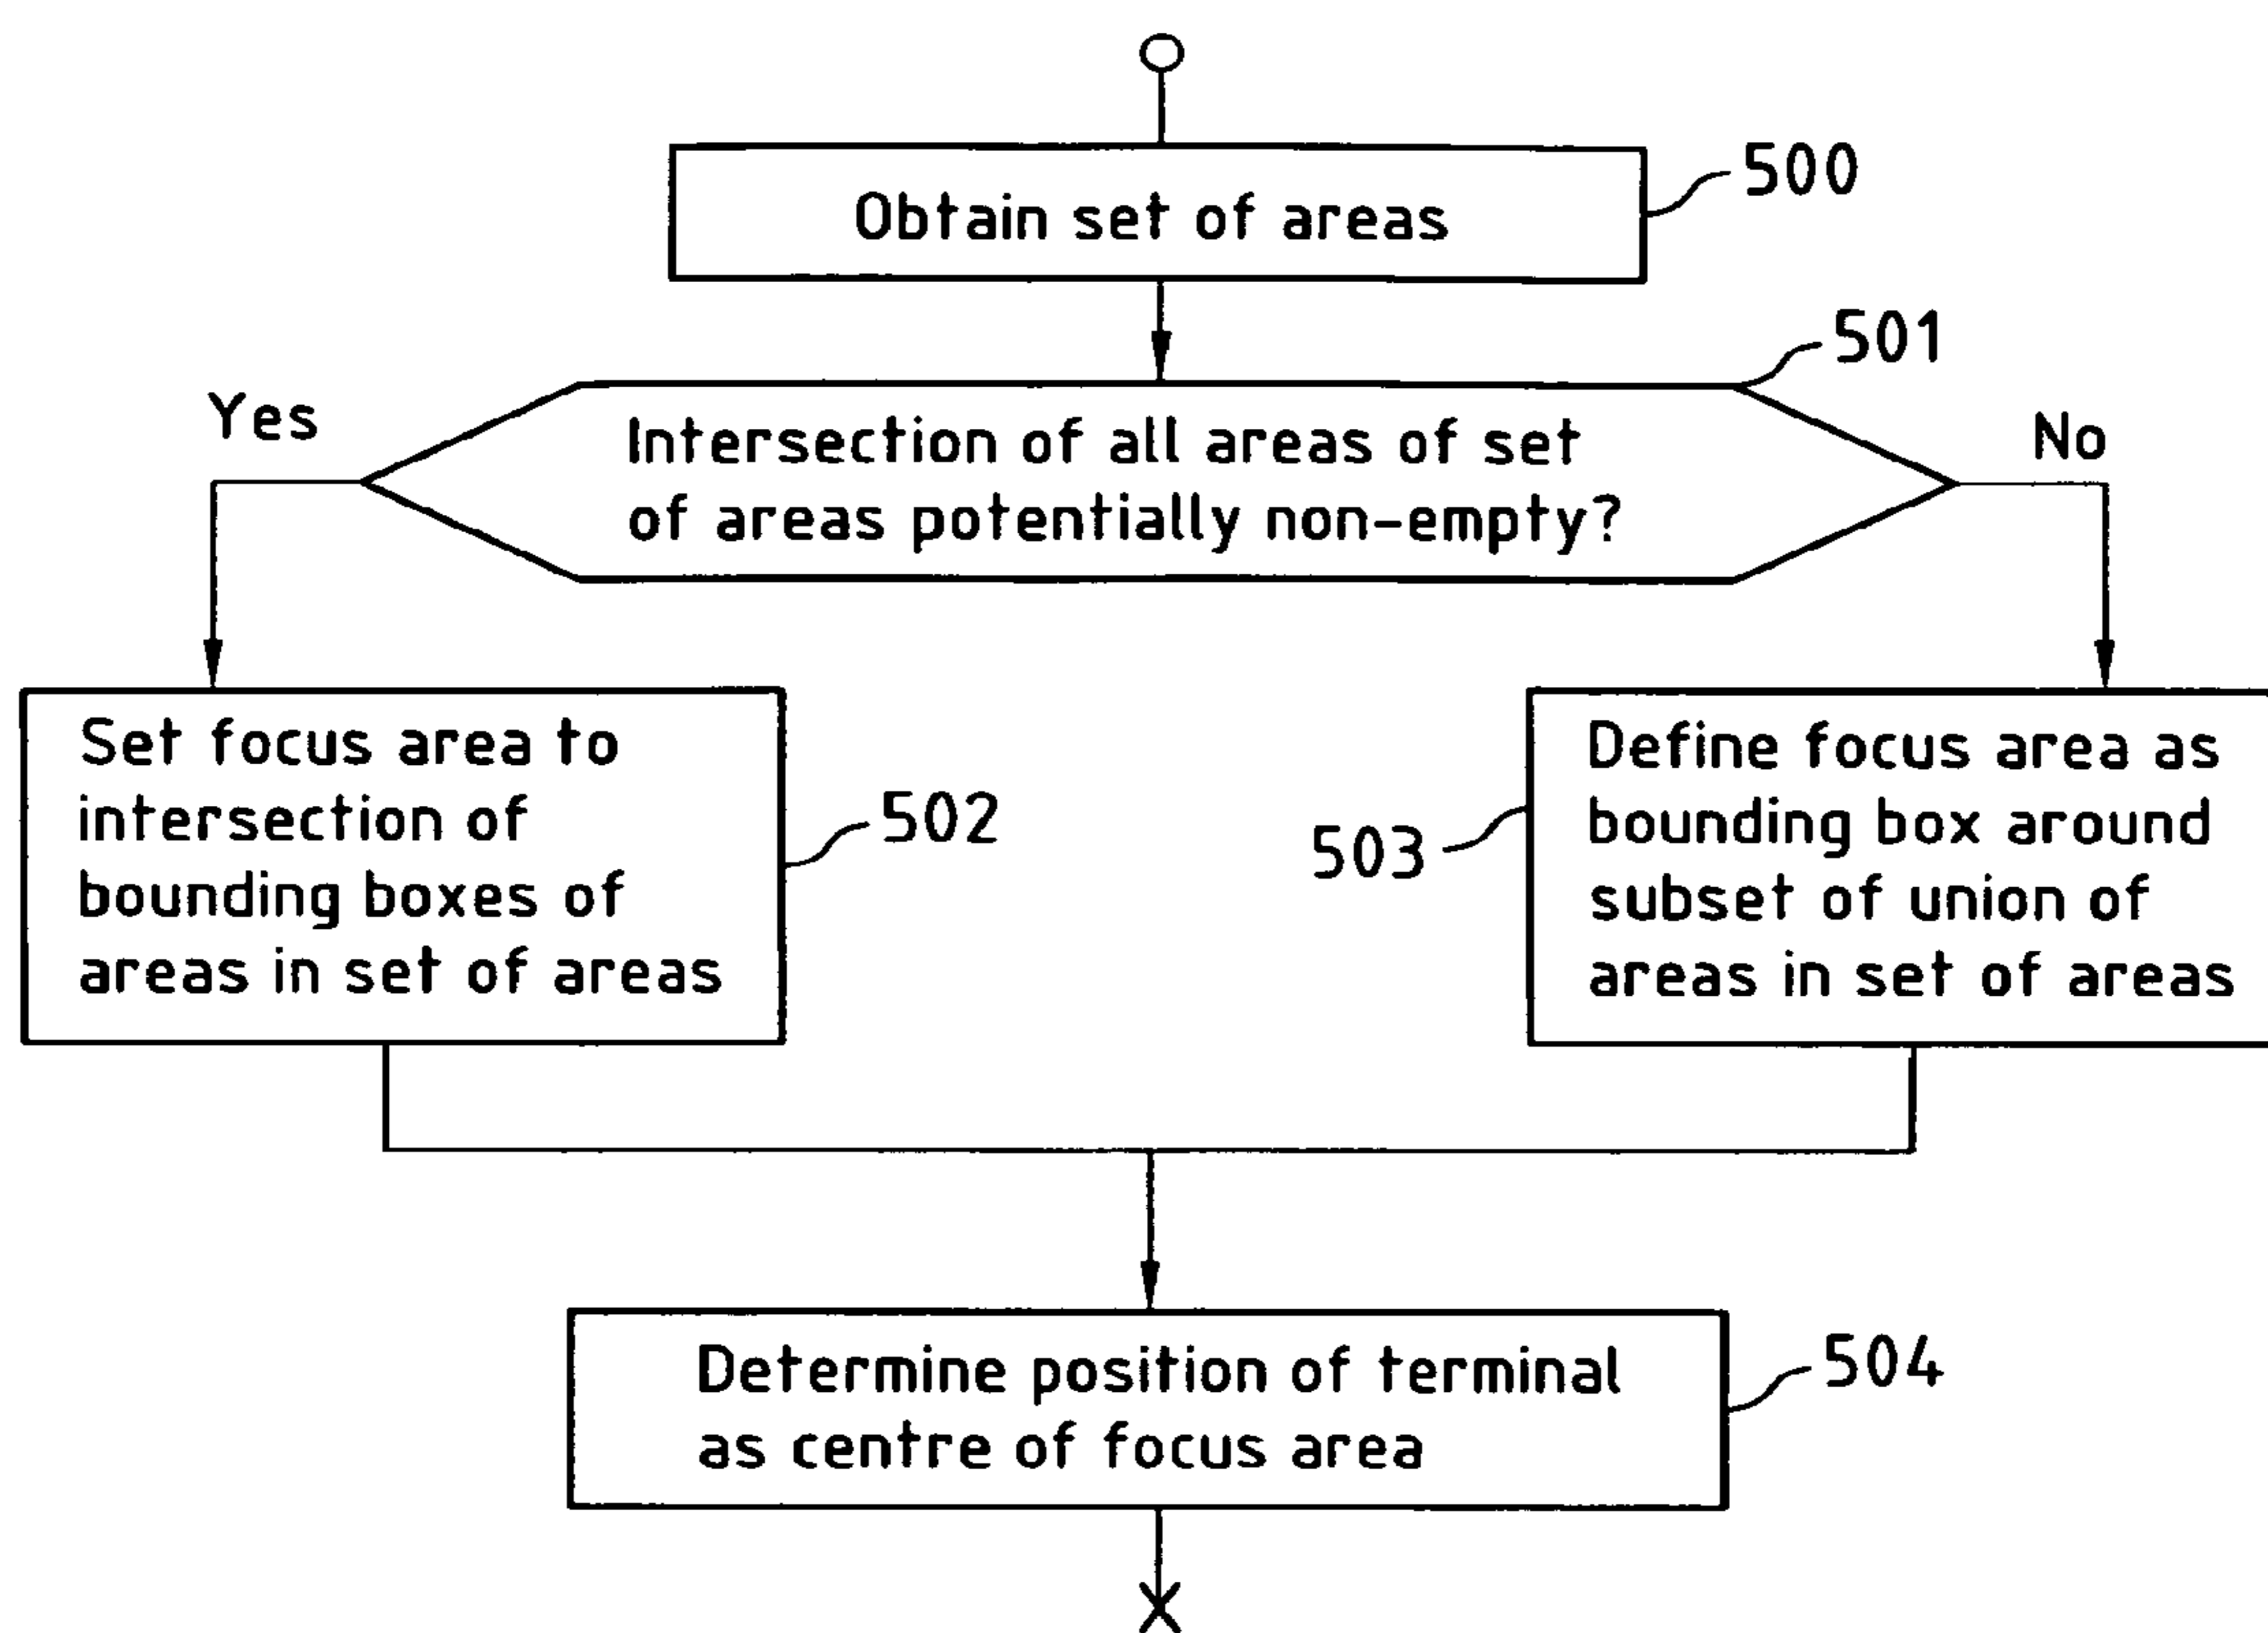 Obtain set of areas
500
501
Yes
Intersection of all areas of set
of areas potentially non-empty?
No
Set focus area to
intersection of
bounding boxes of
areas in set of areas
502
503
Define focus area as
bounding box around
subset of union of
areas in set of areas
Determine position of terminal
as centre of focus area
504
X